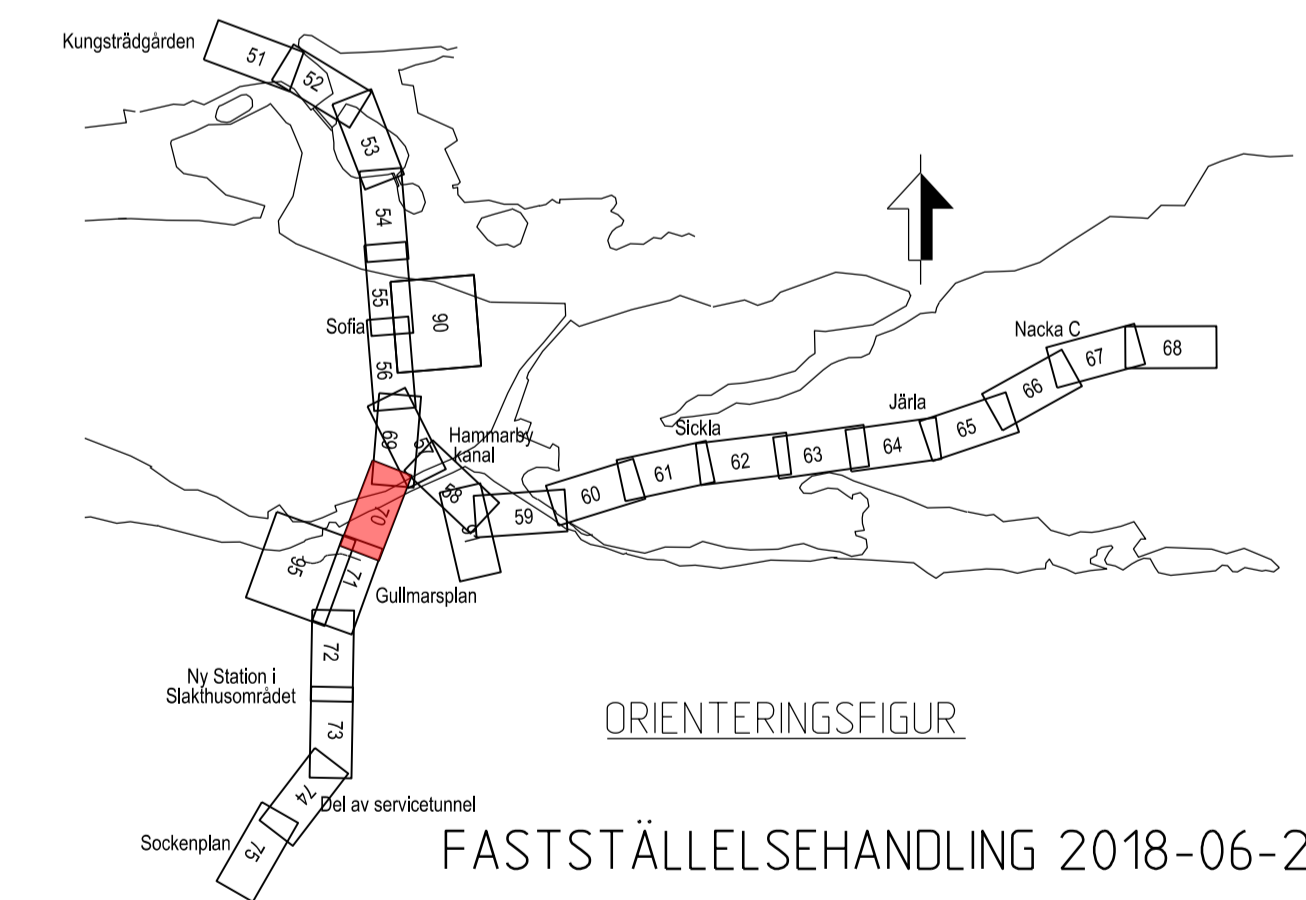 Kungsträdgården
51
52
53
54
55
Sofia
90
56
69
57
Hammarby
kanal
58
70
59
60
61
Sickla
62
63
Järla
64
65
66
Nacka C
67
68
95
71
Gullmarsplan
72
Ny Station i
Slakthusområdet
73
74
Del av servicetunnel
Sockenplan
75
ORIENTERINGSFIGUR
FASTSTÄLLELSEHANDLING 2018-06-2